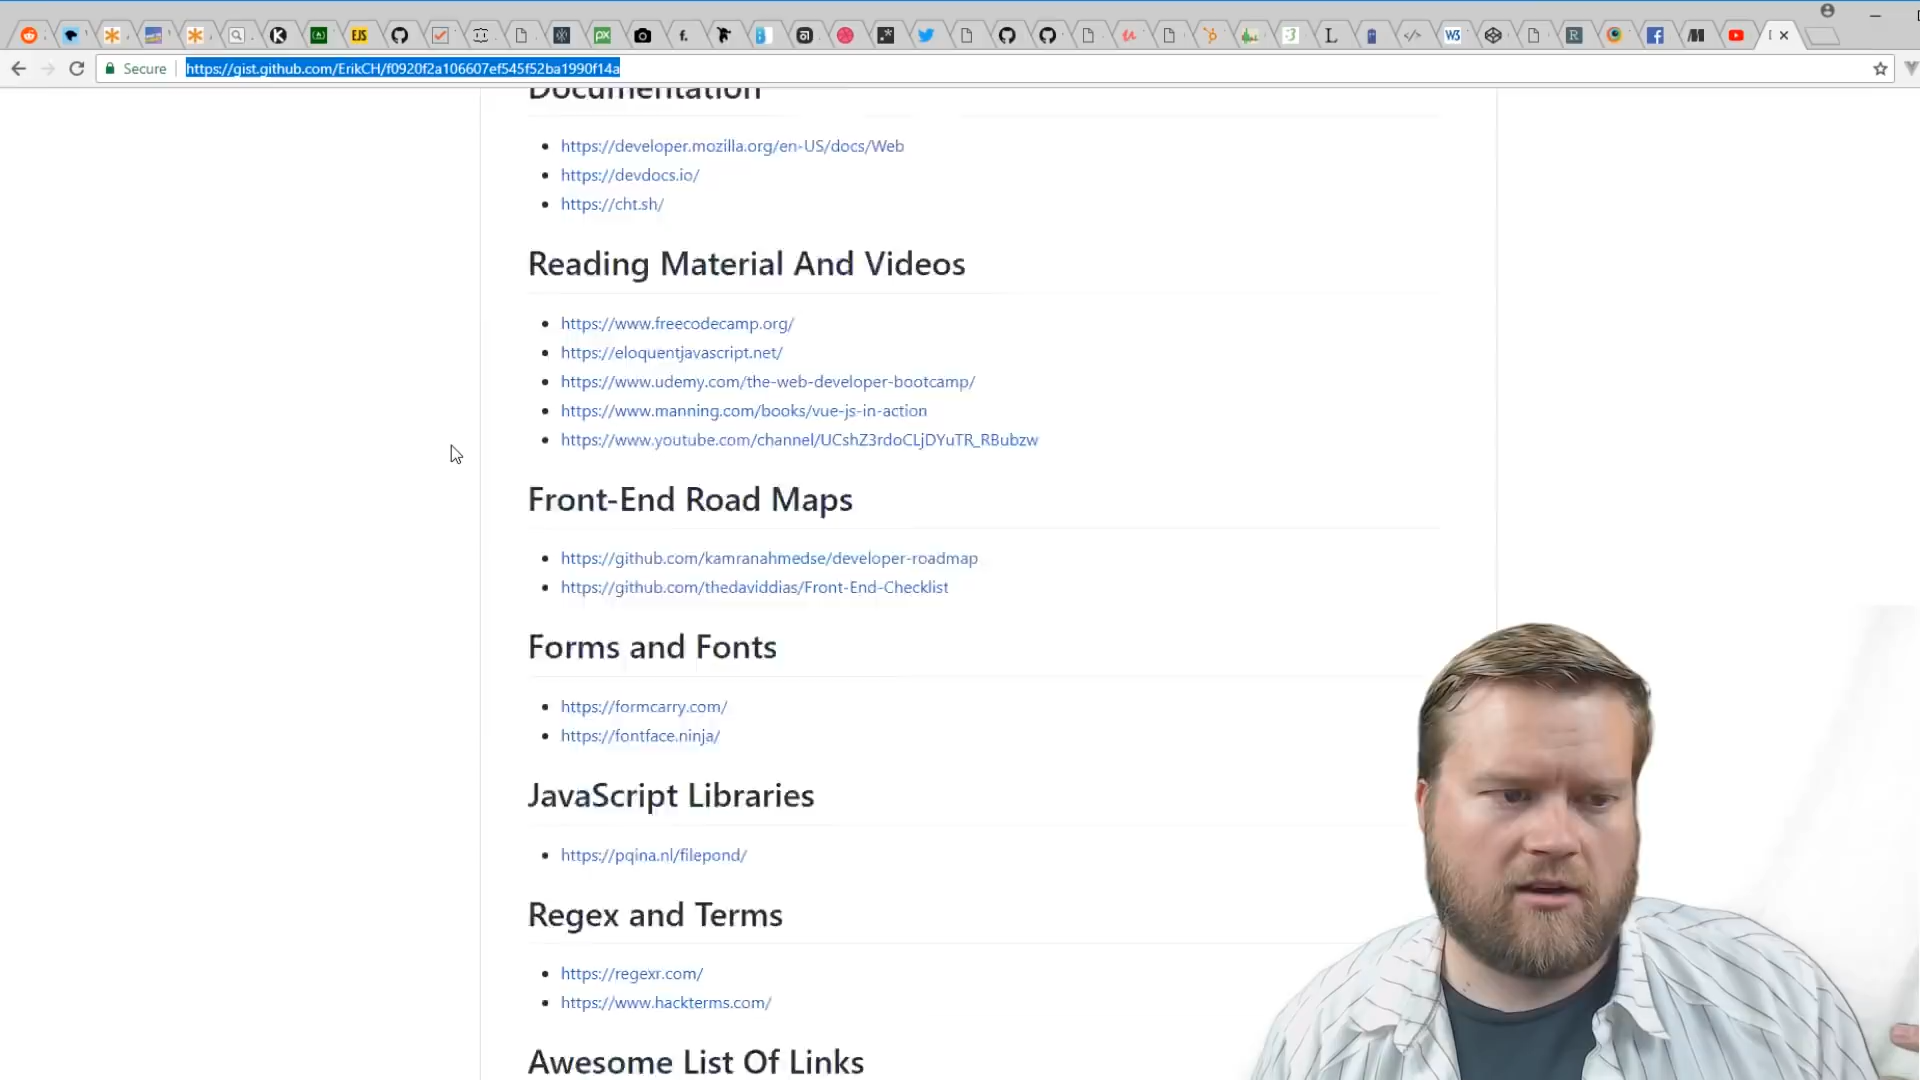 Secure
https://gist.github.com/ErikCH/f0920f2a106607ef545f52ba1990f14a
Documentation
https://developer.mozilla.org/en-US/docs/Web
https://devdocs.io/
https://cht.sh/
Reading Material And Videos
https://www.freecodecamp.org/
https://eloquentjavascript.net/
https://www.udemy.com/the-web-developer-bootcamp/
https://www.manning.com/books/vue-js-in-action
https://www.youtube.com/channel/UCshZ3rdoCLjDYuTR_RBubzw
Front-End Road Maps
https://github.com/kamranahmedse/developer-roadmap
https://github.com/thedaviddias/Front-End-Checklist
Forms and Fonts
https://formcarry.com/
https://fontface.ninja/
JavaScript Libraries
https://pqina.nl/filepond/
Regex and Terms
https://regexr.com/
https://www.hackterms.com/
Awesome List Of Links